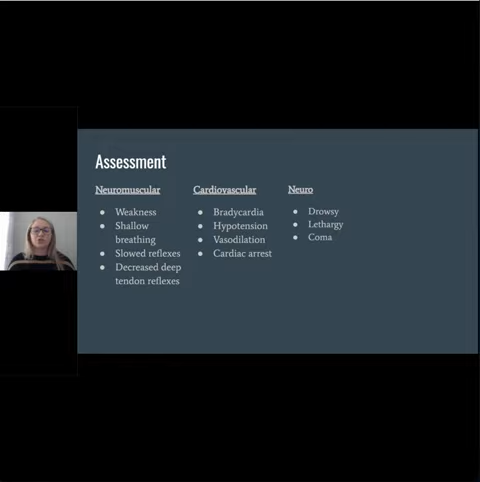 Assessment
Neuromuscular
● Weakness
● Shallow
breathing
● Slowed reflexes
● Decreased deep
tendon reflexes
Cardiovascular
● Bradycardia
● Hypotension
● Vasodilation
● Cardiac arrest
Neuro
● Drowsy
● Lethargy
● Coma